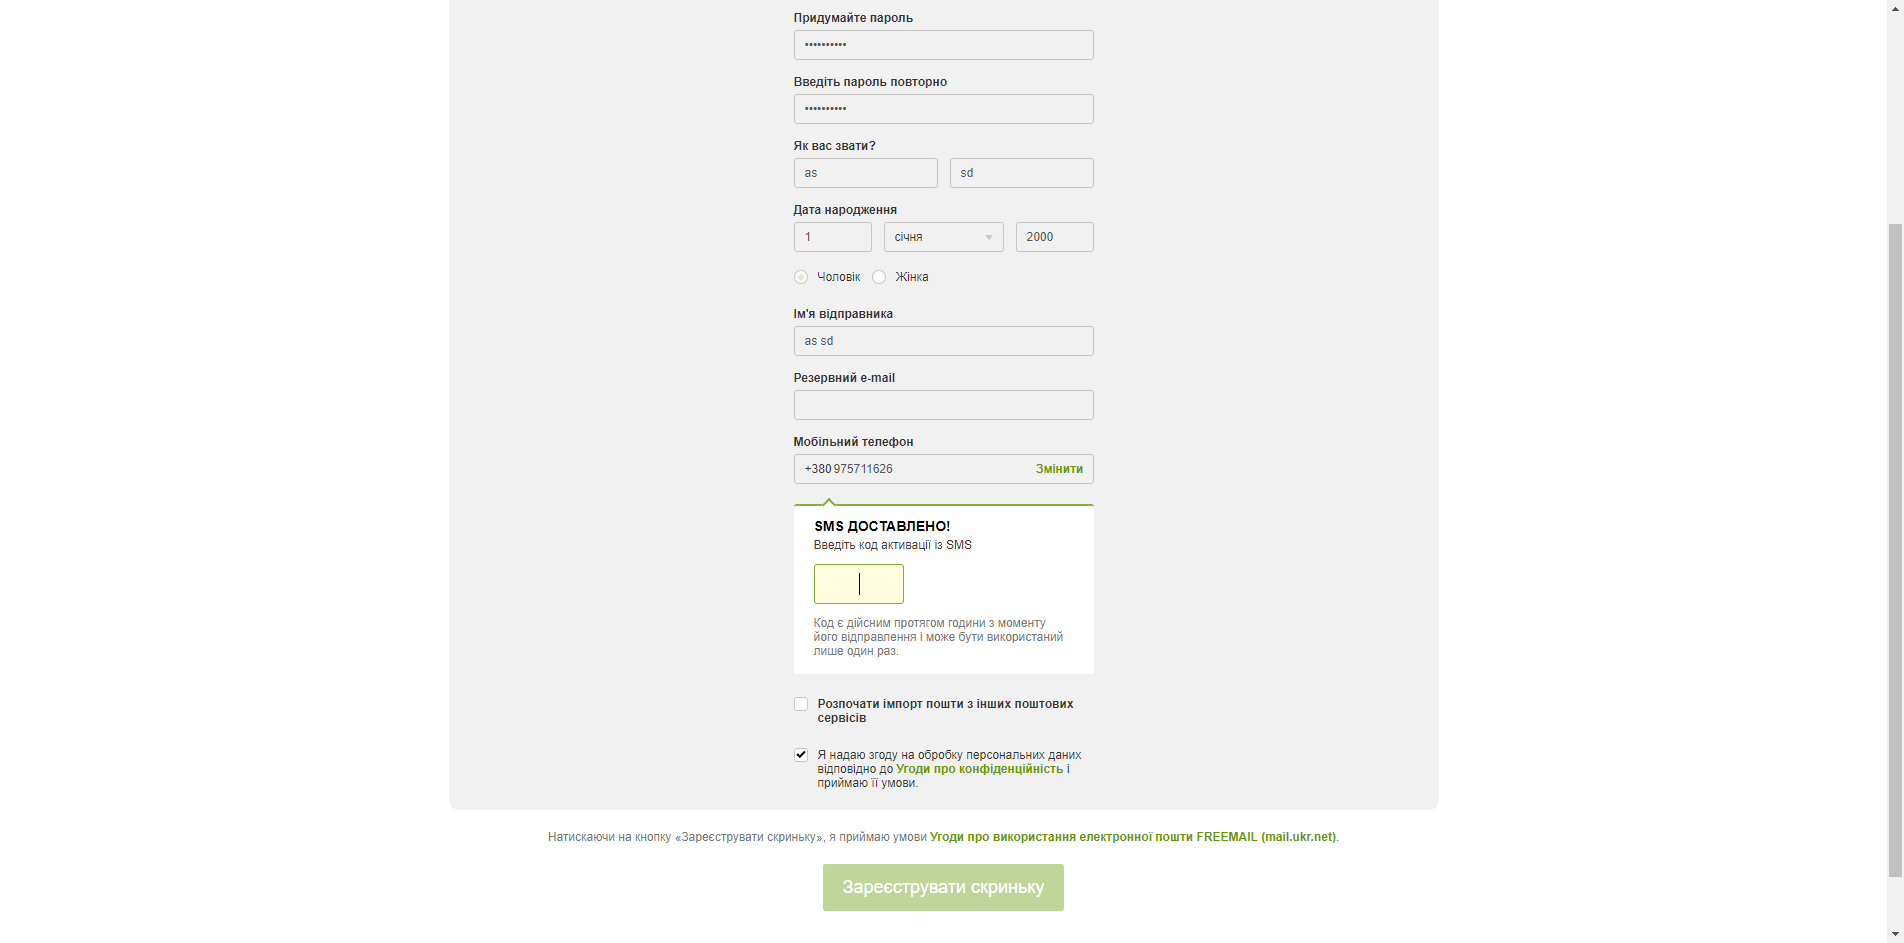 Придумайте пароль
••••••••••
Введіть пароль повторно
••••••••••
Як вас звати?
as sd
Дата народження
1 січня 2000
Чоловік Жінка
Ім'я відправника
as sd
Резервний e-mail
Мобільний телефон
+380 975711626 Змінити
SMS ДОСТАВЛЕНО!
Введіть код активації із SMS
Код є дійсним протягом години з моменту
його відправлення і може бути використаний
лише один раз.
Розпочати імпорт пошти з інших поштових
сервісів
Я надаю згоду на обробку персональних даних
відповідно до Угоди про конфіденційність і
приймаю її умови.
Натискаючи на кнопку «Зареєструвати скриньку», я приймаю умови Угоди про використання електронної пошти FREEMAIL (mail.ukr.net).
Зареєструвати скриньку